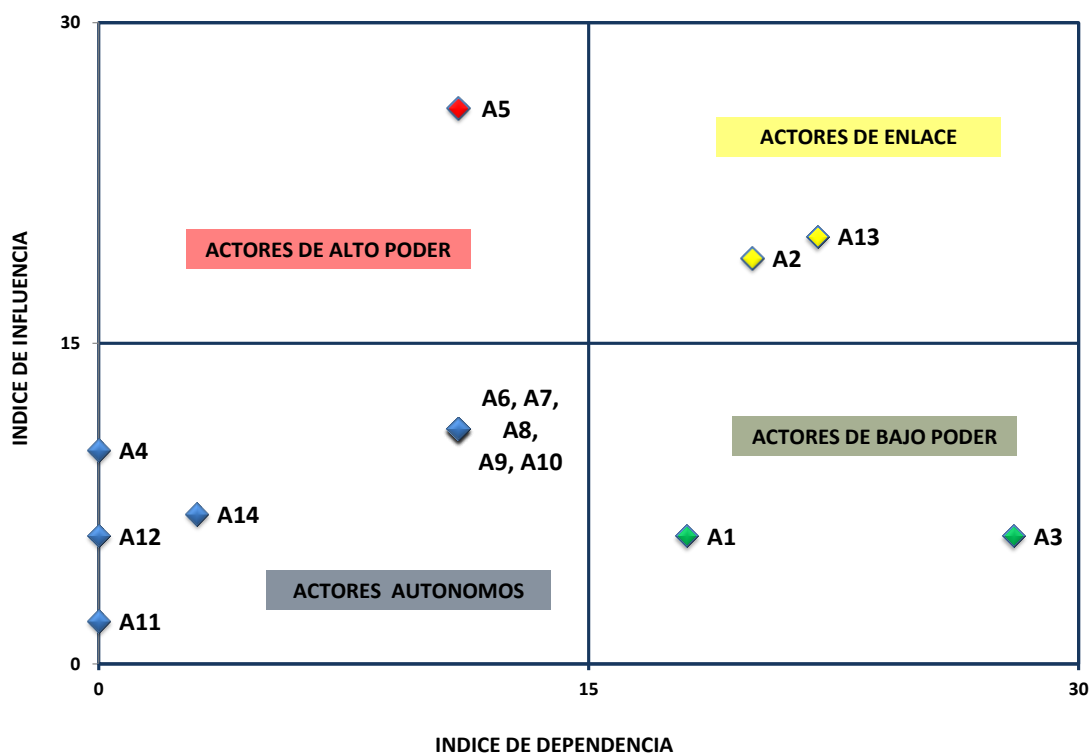 30
A5
ACTORES DE ENLACE
ACTORES DE ALTO PODER
A13
A2
INDICE DE INFLUENCIA
15
A6, A7,
A8,
A9, A10
ACTORES DE BAJO PODER
A4
A14
A12
A1
A3
ACTORES  AUTONOMOS
A11
0
0
15
30
INDICE DE DEPENDENCIA